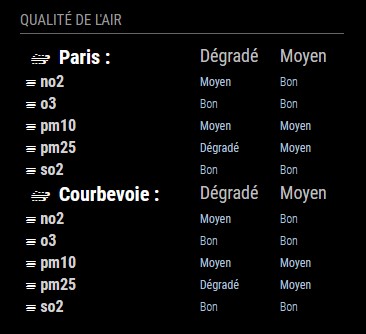 QUALITÉ DE L'AIR
Paris : Dégradé Moyen
no2 Moyen Bon
o3 Bon Bon
pm10 Moyen Moyen
pm25 Dégradé Moyen
so2 Bon Bon
Courbevoie : Dégradé Moyen
no2 Moyen Bon
o3 Bon Bon
pm10 Moyen Moyen
pm25 Dégradé Moyen
so2 Bon Bon